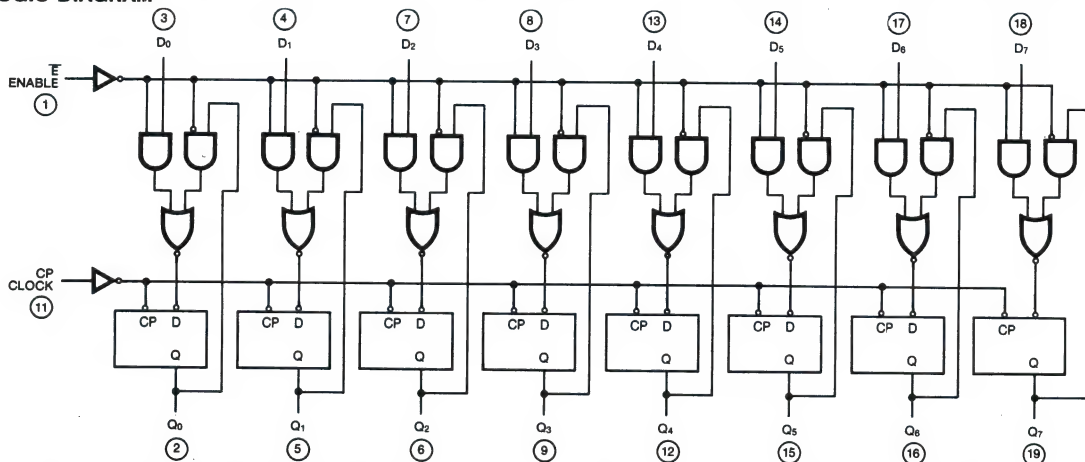 LOGIC DIAGRAM
3 4 7 8 13 14 17 18
D0 D1 D2 D3 D4 D5 D6 D7
E
ENABLE
1
CP
CLOCK
11
CP D CP D CP D CP D CP D CP D CP D CP D
Q Q Q Q Q Q Q Q
Q0 Q1 Q2 Q3 Q4 Q5 Q6 Q7
2 5 6 9 12 15 16 19